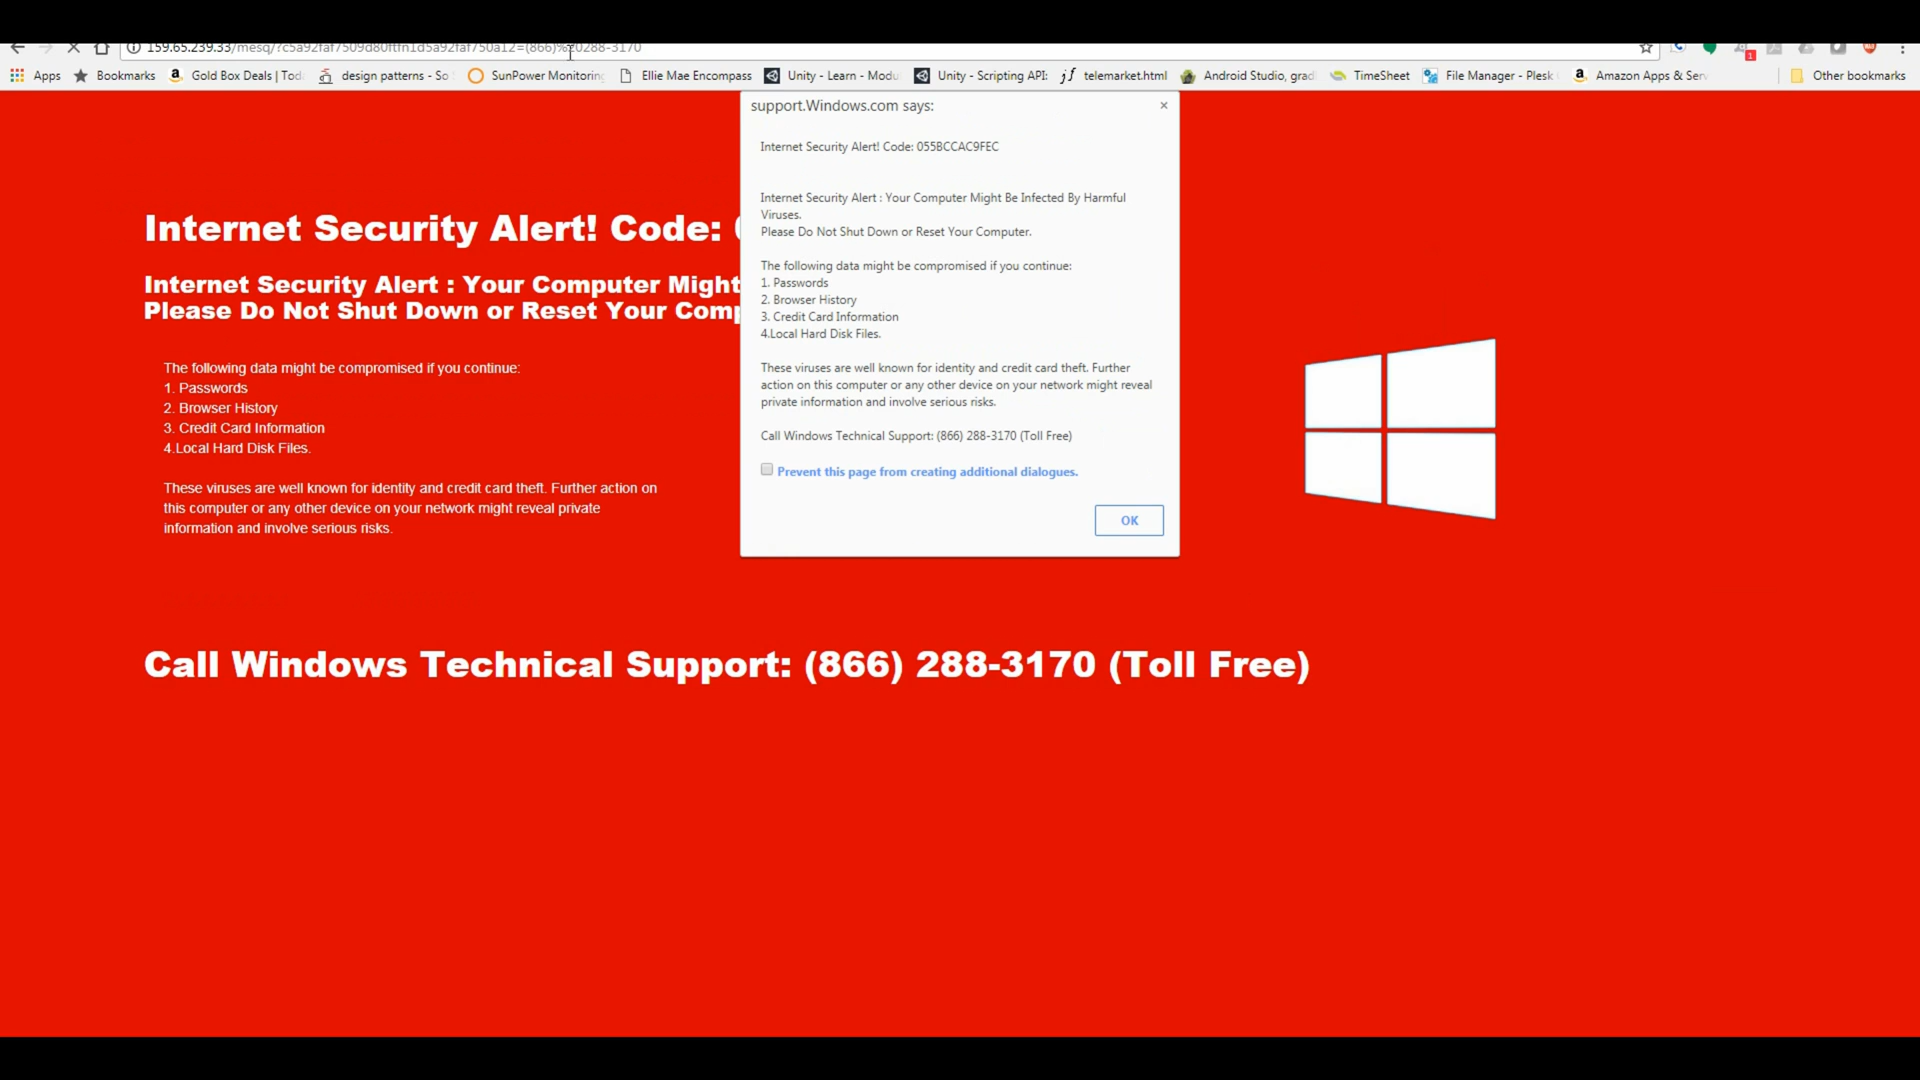 159.65.239.33/mesq/?c5a92faf7509d80ftfn1d5a92faf750a12=(866)%20288-3170
Apps Bookmarks Gold Box Deals | Tod design patterns - So SunPower Monitoring Ellie Mae Encompass Unity - Learn - Modu Unity - Scripting API: jf telemarket.html Android Studio, grad TimeSheet File Manager - Plesk Amazon Apps & Ser Other bookmarks
support.Windows.com says:
Internet Security Alert! Code: 055BCCAC9FEC
Internet Security Alert : Your Computer Might Be Infected By Harmful
Viruses.
Please Do Not Shut Down or Reset Your Computer.
The following data might be compromised if you continue:
1. Passwords
2. Browser History
3. Credit Card Information
4.Local Hard Disk Files.
These viruses are well known for identity and credit card theft. Further
action on this computer or any other device on your network might reveal
private information and involve serious risks.
Call Windows Technical Support: (866) 288-3170 (Toll Free)
Prevent this page from creating additional dialogues.
OK
Internet Security Alert! Code:
Internet Security Alert : Your Computer Might
Please Do Not Shut Down or Reset Your Comp
The following data might be compromised if you continue:
1. Passwords
2. Browser History
3. Credit Card Information
4.Local Hard Disk Files.
These viruses are well known for identity and credit card theft. Further action on
this computer or any other device on your network might reveal private
information and involve serious risks.
Call Windows Technical Support: (866) 288-3170 (Toll Free)